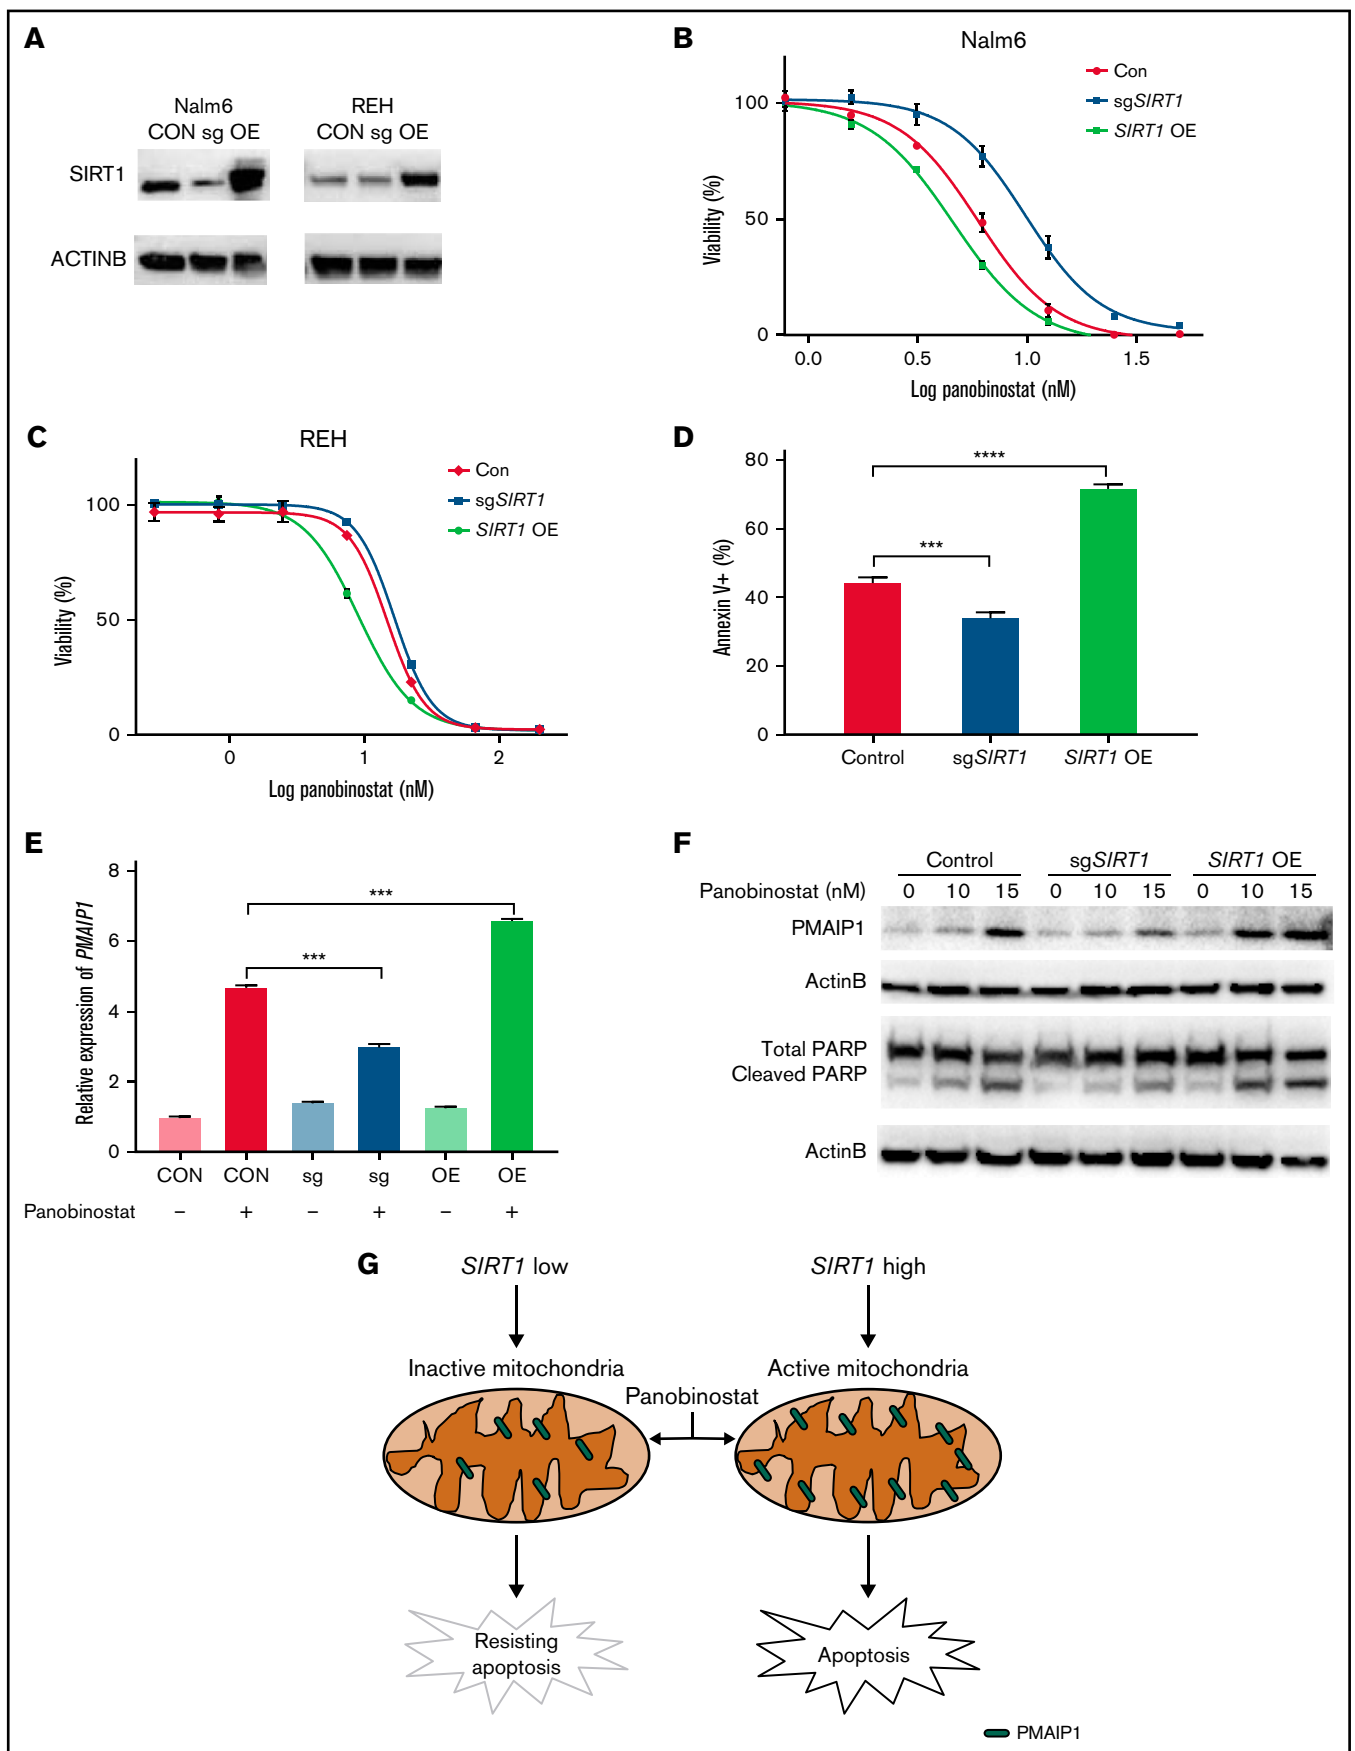 A
Nalm6
CON sg OE
REH
CON sg OE
SIRT1
ACTINB
B
Nalm6
Con
sgSIRT1
SIRT1 OE
Viability (%)
100
50
0
0.0 0.5 1.0 1.5
Log panobinostat (nM)
C
REH
Con
sgSIRT1
SIRT1 OE
Viability (%)
100
50
0
0 1 2
Log panobinostat (nM)
D
Annexin V+ (%)
80
60
40
20
0
****
***
Control sgSIRT1 SIRT1 OE
E
Relative expression of PMAIP1
8
6
4
2
0
***
***
CON CON sg sg OE OE
Panobinostat − + − + − +
F
Control sgSIRT1 SIRT1 OE
Panobinostat (nM) 0 10 15 0 10 15 0 10 15
PMAIP1
ActinB
Total PARP
Cleaved PARP
ActinB
G
SIRT1 low
SIRT1 high
Inactive mitochondria
Active mitochondria
Panobinostat
Resisting
apoptosis
Apoptosis
PMAIP1